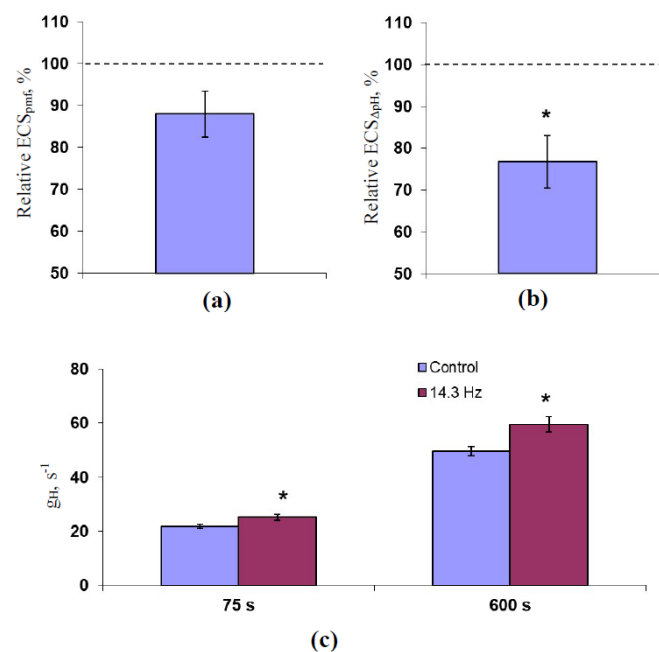 110
100
90
80
70
60
50
Relative ECSpmf, %
(a)
110
100
90
80
70
60
50
Relative ECSΔpH, %
*
(b)
80
60
40
20
0
gH, s-1
Control
14.3 Hz
*
*
75 s
600 s
(c)